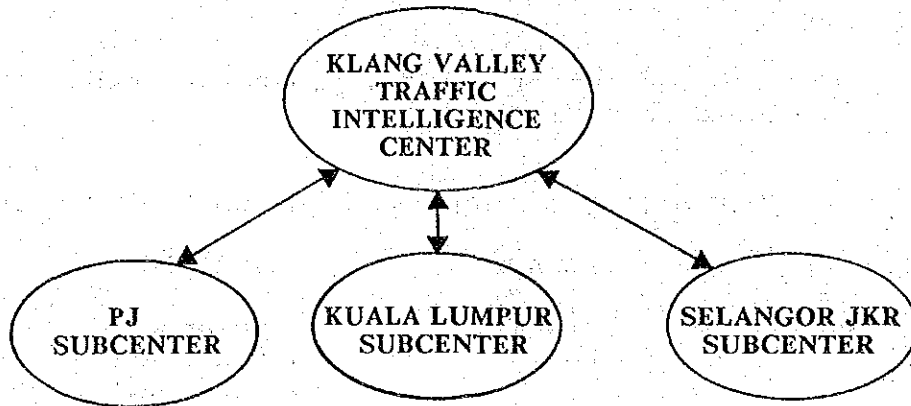 KLANG VALLEY
TRAFFIC
INTELLIGENCE
CENTER
PJ
SUBCENTER
KUALA LUMPUR
SUBCENTER
SELANGOR JKR
SUBCENTER